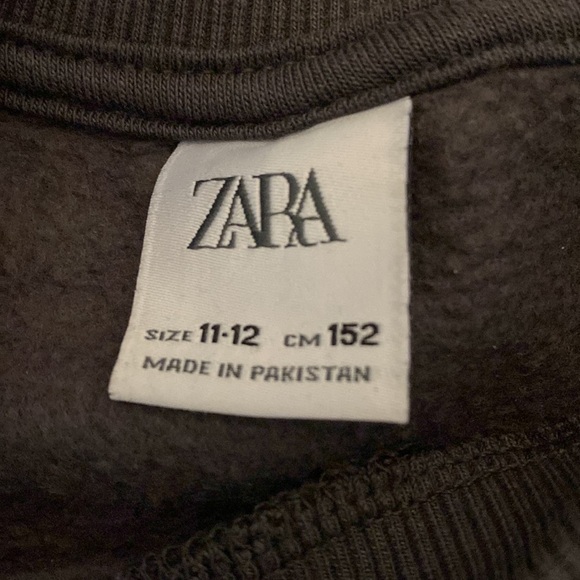 ZARA
SIZE 11-12 CM 152
MADE IN PAKISTAN